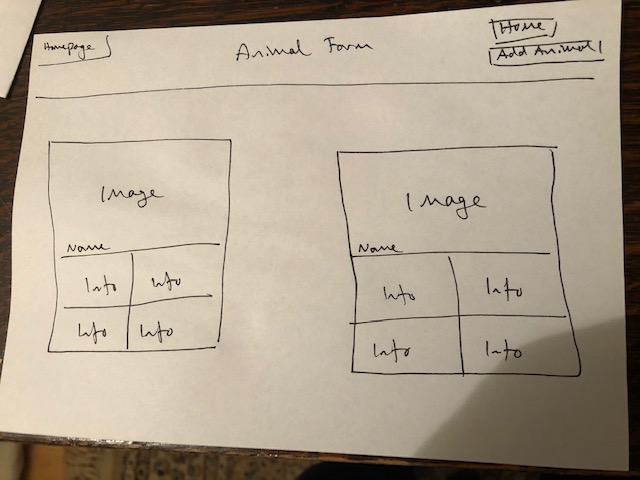 Homepage
Animal Farm
Home
Add Animal
Image
Name
Info Info
Info Info
Image
Name
Info Info
Info Info